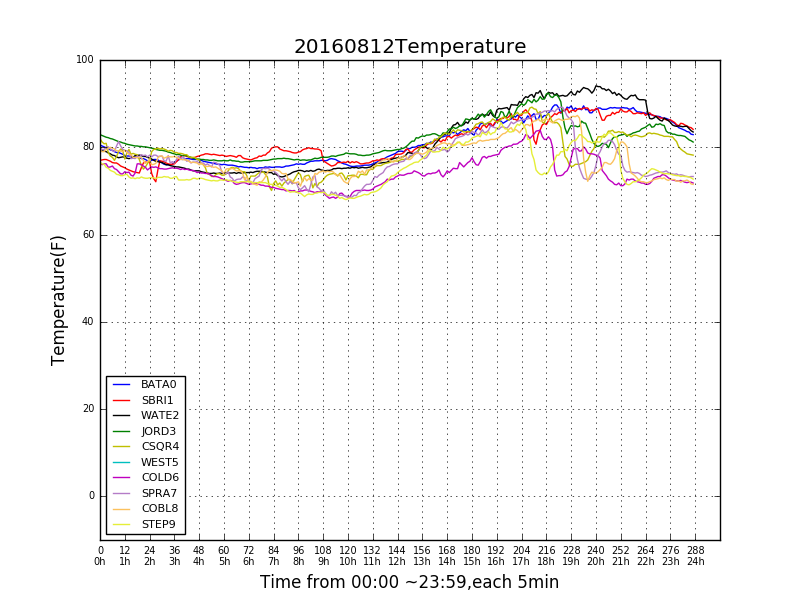 20160812Temperature
100
80
60
40
20
0
Temperature(F)
BATA0
SBRI1
WATE2
JORD3
CSQR4
WEST5
COLD6
SPRA7
COBL8
STEP9
0 12 24 36 48 60 72 84 96 108 120 132 144 156 168 180 192 204 216 228 240 252 264 276 288
0h 1h 2h 3h 4h 5h 6h 7h 8h 9h 10h 11h 12h 13h 14h 15h 16h 17h 18h 19h 20h 21h 22h 23h 24h
Time from 00:00 ~23:59,each 5min